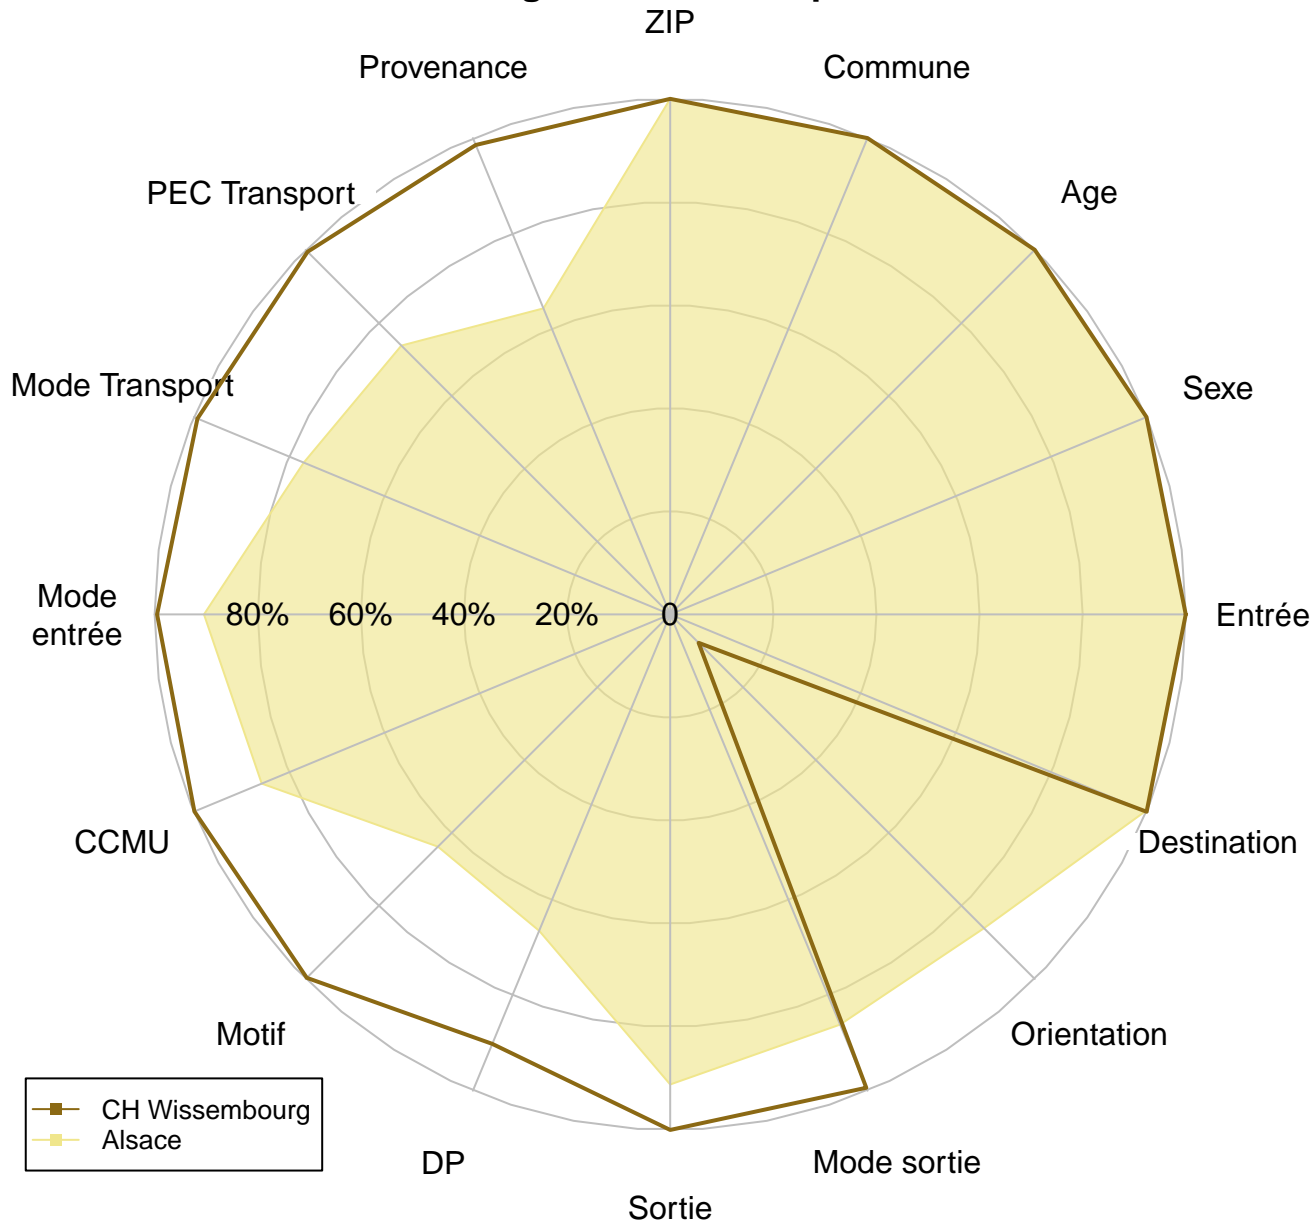 ZIP
Provenance
Commune
PEC Transport
Age
Mode Transport
Sexe
Mode
entrée
80%
60%
40%
20%
0
Entrée
CCMU
Destination
Motif
Orientation
CH Wissembourg
Alsace
DP
Mode sortie
Sortie